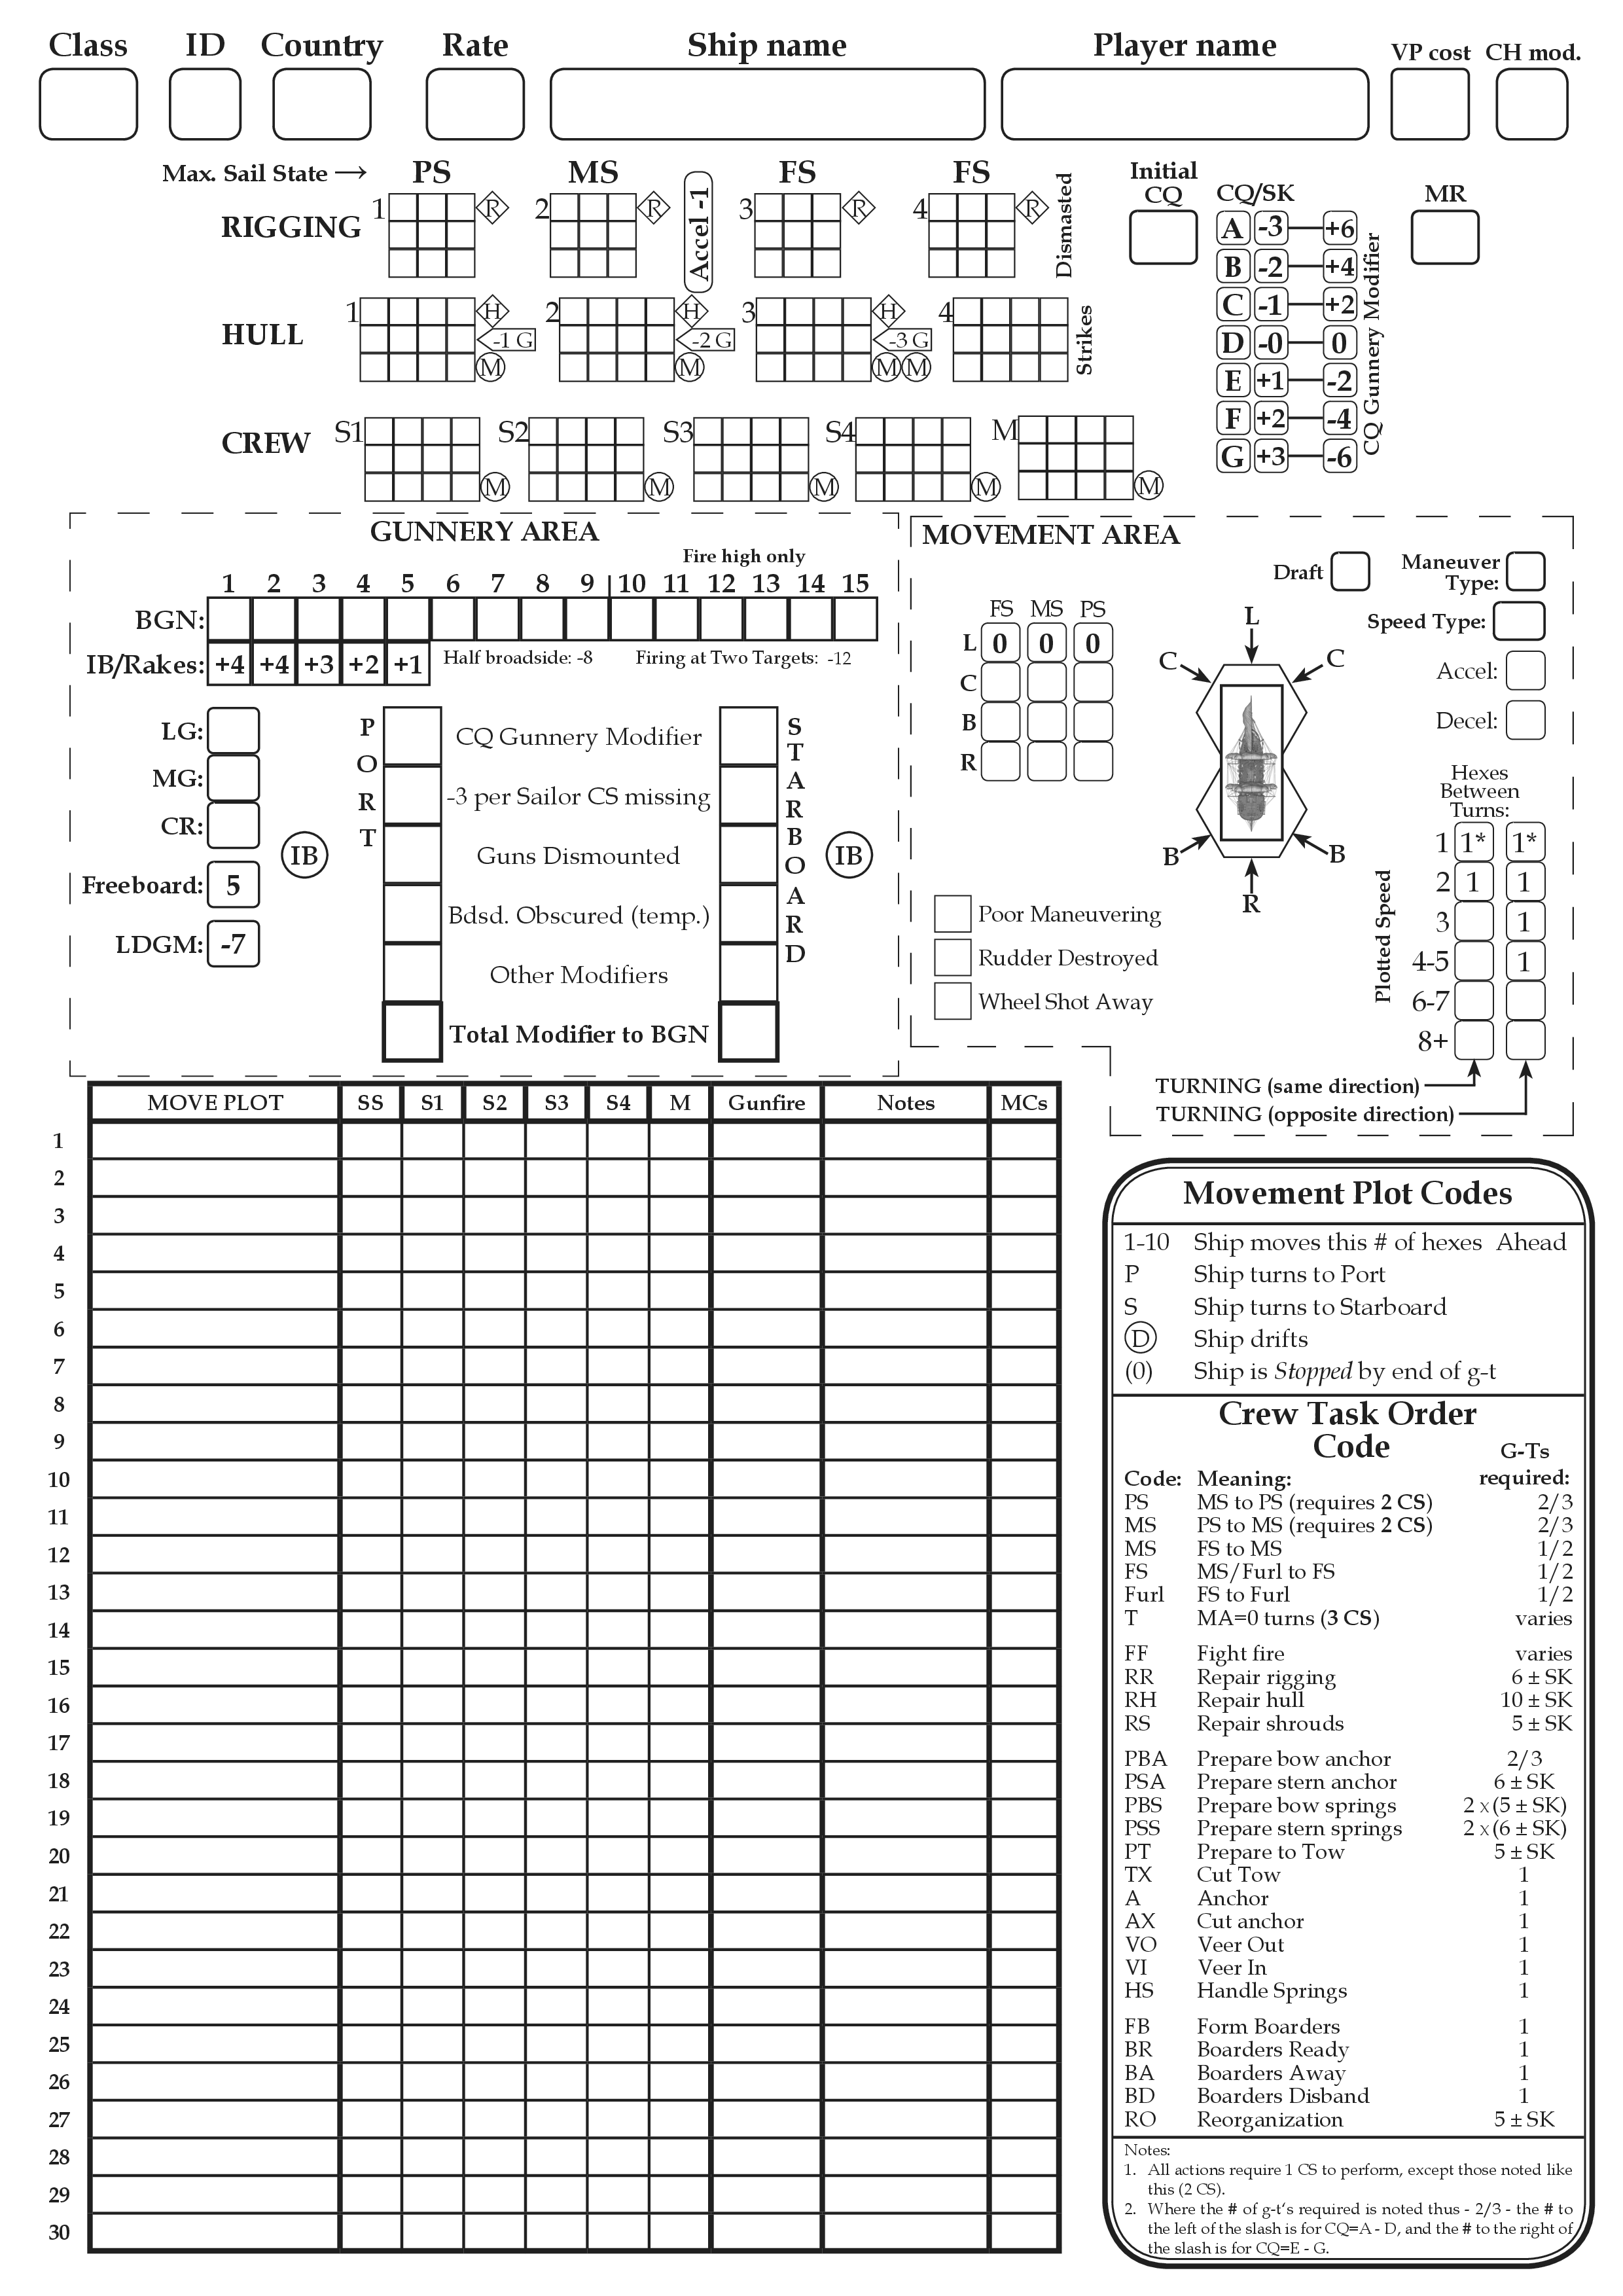 Class ID Country Rate Ship name Player name VP cost CH mod.
Max. Sail State → PS MS FS FS
RIGGING 1 R 2 R Accel -1 3 R 4 R Dismasted
HULL 1 H -1 G M 2 H -2 G M 3 H -3 G M M 4 Strikes
CREW S1 M S2 M S3 M S4 M M M
Initial
CQ
CQ/SK
MR
A -3 +6
B -2 +4
C -1 +2
D -0 0
E +1 -2
F +2 -4
G +3 -6
CQ Gunnery Modifier
GUNNERY AREA
Fire high only
1 2 3 4 5 6 7 8 9 10 11 12 13 14 15
BGN:
IB/Rakes: +4 +4 +3 +2 +1 Half broadside: -8 Firing at Two Targets: -12
LG:
MG:
CR:
IB
Freeboard: 5
LDGM: -7
PORT
CQ Gunnery Modifier
-3 per Sailor CS missing
Guns Dismounted
Bdsd. Obscured (temp.)
Other Modifiers
Total Modifier to BGN
STARBOARD
IB
MOVEMENT AREA
Draft
Maneuver
Type:
Speed Type:
Accel:
Decel:
FS MS PS
L 0 0 0
C
B
R
L
C C
B B
R
Poor Maneuvering
Rudder Destroyed
Wheel Shot Away
Hexes
Between
Turns:
Plotted Speed
1 1* 1*
2 1 1
3 1
4-5 1
6-7
8+
TURNING (same direction)
TURNING (opposite direction)
MOVE PLOT SS S1 S2 S3 S4 M Gunfire Notes MCs
1
2
3
4
5
6
7
8
9
10
11
12
13
14
15
16
17
18
19
20
21
22
23
24
25
26
27
28
29
30
Movement Plot Codes
1-10 Ship moves this # of hexes Ahead
P Ship turns to Port
S Ship turns to Starboard
D Ship drifts
(0) Ship is Stopped by end of g-t
Crew Task Order
Code
G-Ts
Code: Meaning: required:
PS MS to PS (requires 2 CS) 2/3
MS PS to MS (requires 2 CS) 2/3
MS FS to MS 1/2
FS MS/Furl to FS 1/2
Furl FS to Furl 1/2
T MA=0 turns (3 CS) varies
FF Fight fire varies
RR Repair rigging 6 ± SK
RH Repair hull 10 ± SK
RS Repair shrouds 5 ± SK
PBA Prepare bow anchor 2/3
PSA Prepare stern anchor 6 ± SK
PBS Prepare bow springs 2 x (5 ± SK)
PSS Prepare stern springs 2 x (6 ± SK)
PT Prepare to Tow 5 ± SK
TX Cut Tow 1
A Anchor 1
AX Cut anchor 1
VO Veer Out 1
VI Veer In 1
HS Handle Springs 1
FB Form Boarders 1
BR Boarders Ready 1
BA Boarders Away 1
BD Boarders Disband 1
RO Reorganization 5 ± SK
Notes:
1. All actions require 1 CS to perform, except those noted like
this (2 CS).
2. Where the # of g-t's required is noted thus - 2/3 - the # to
the left of the slash is for CQ=A - D, and the # to the right of
the slash is for CQ=E - G.